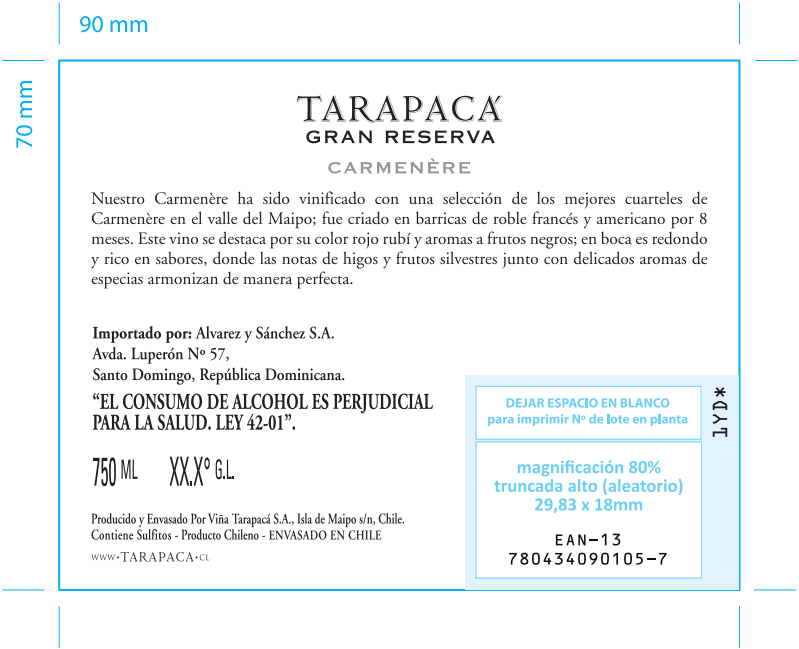 90 mm
70 mm
TARAPACÁ
GRAN RESERVA
CARMENÈRE
Nuestro Carmenère ha sido vinificado con una selección de los mejores cuarteles de
Carmenère en el valle del Maipo; fue criado en barricas de roble francés y americano por 8
meses. Este vino se destaca por su color rojo rubí y aromas a frutos negros; en boca es redondo
y rico en sabores, donde las notas de higos y frutos silvestres junto con delicados aromas de
especias armonizan de manera perfecta.
Importado por: Alvarez y Sánchez S.A.
Avda. Luperón Nº 57,
Santo Domingo, República Dominicana.
“EL CONSUMO DE ALCOHOL ES PERJUDICIAL
PARA LA SALUD. LEY 42-01”.
750 ML XX.X° G.L.
Producido y Envasado Por Viña Tarapacá S.A., Isla de Maipo s/n, Chile.
Contiene Sulfitos - Producto Chileno - ENVASADO EN CHILE
WWW•TARAPACA•CL
DEJAR ESPACIO EN BLANCO
para imprimir Nº de lote en planta
LYD*
magnificación 80%
truncada alto (aleatorio)
29,83 x 18mm
EAN-13
780434090105-7